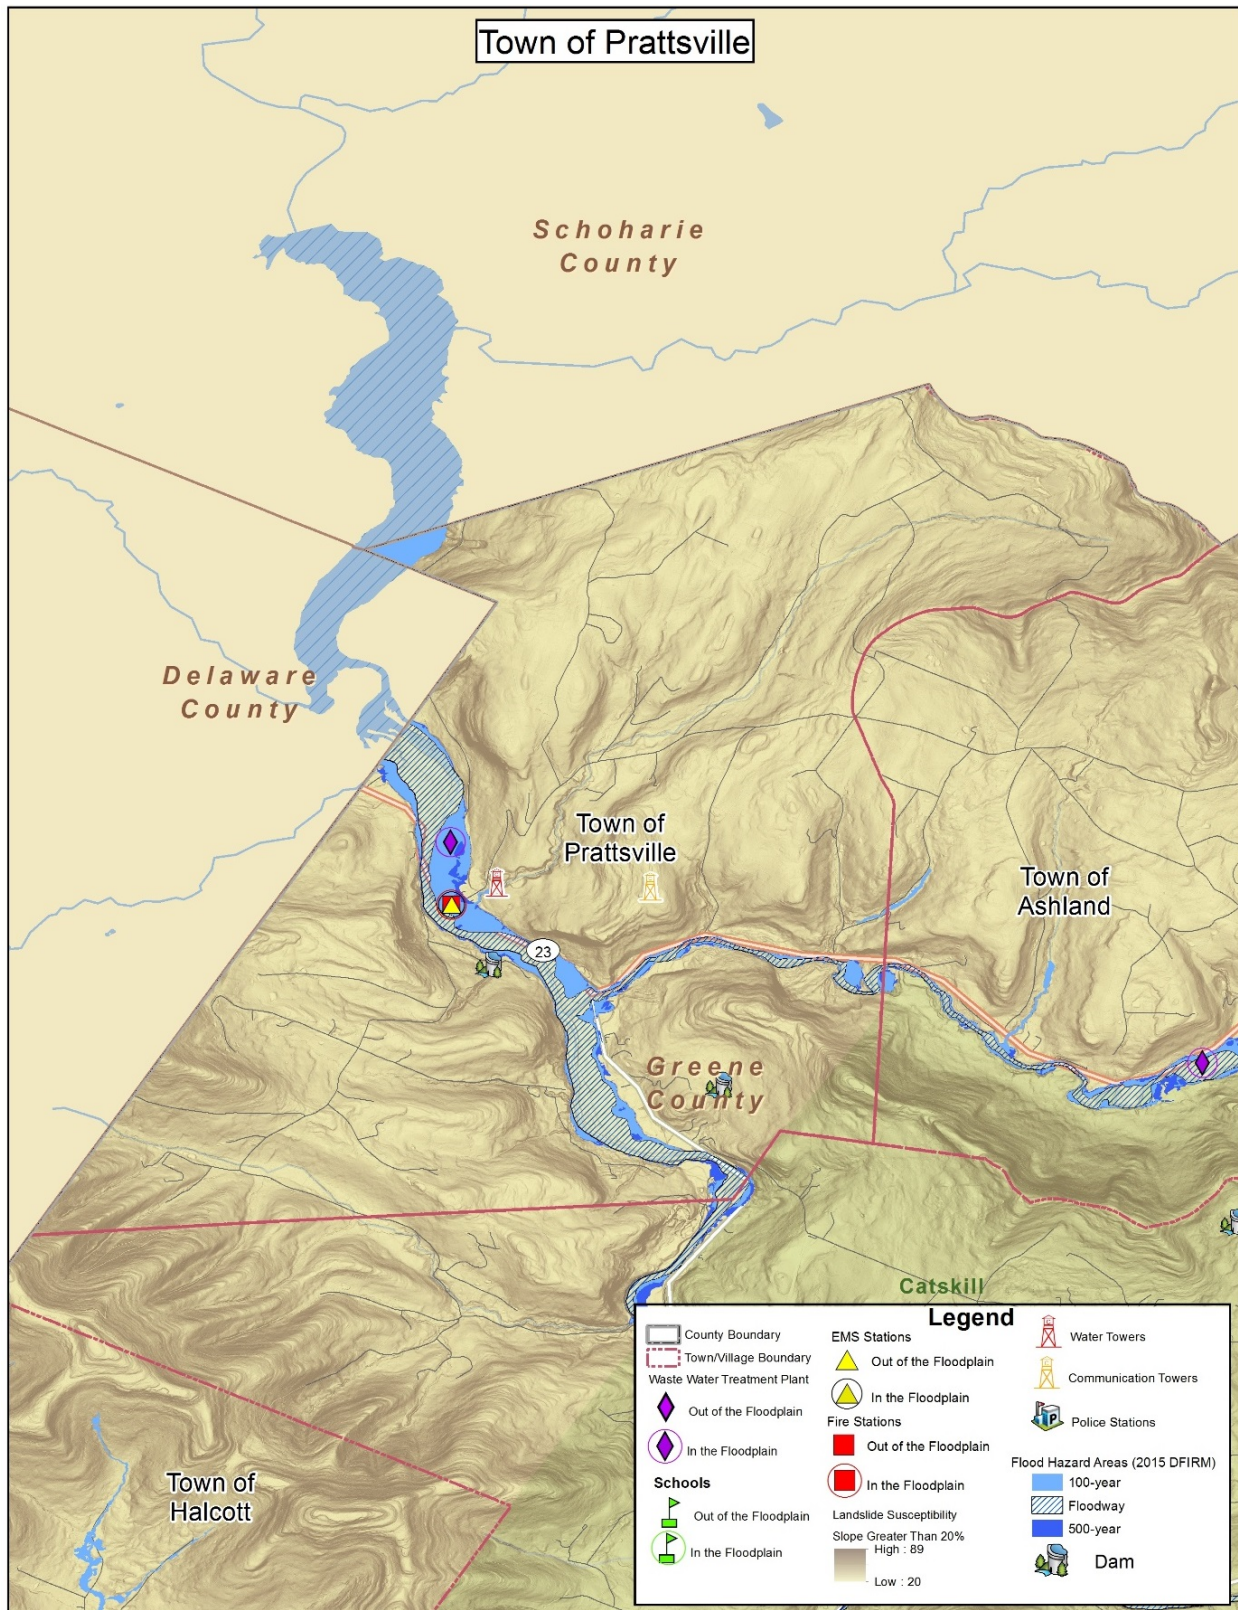 Town of Prattsville
Schoharie
County
Delaware
County
Town of
Prattsville
Town of
Ashland
23
Greene
County
Catskill
Town of
Halcott
Legend
County Boundary
Town/Village Boundary
Waste Water Treatment Plant
Out of the Floodplain
In the Floodplain
Schools
Out of the Floodplain
In the Floodplain
EMS Stations
Out of the Floodplain
In the Floodplain
Fire Stations
Out of the Floodplain
In the Floodplain
Landslide Susceptibility
Slope Greater Than 20%
High : 89
Low : 20
Water Towers
Communication Towers
P
Police Stations
Flood Hazard Areas (2015 DFIRM)
100-year
Floodway
500-year
Dam